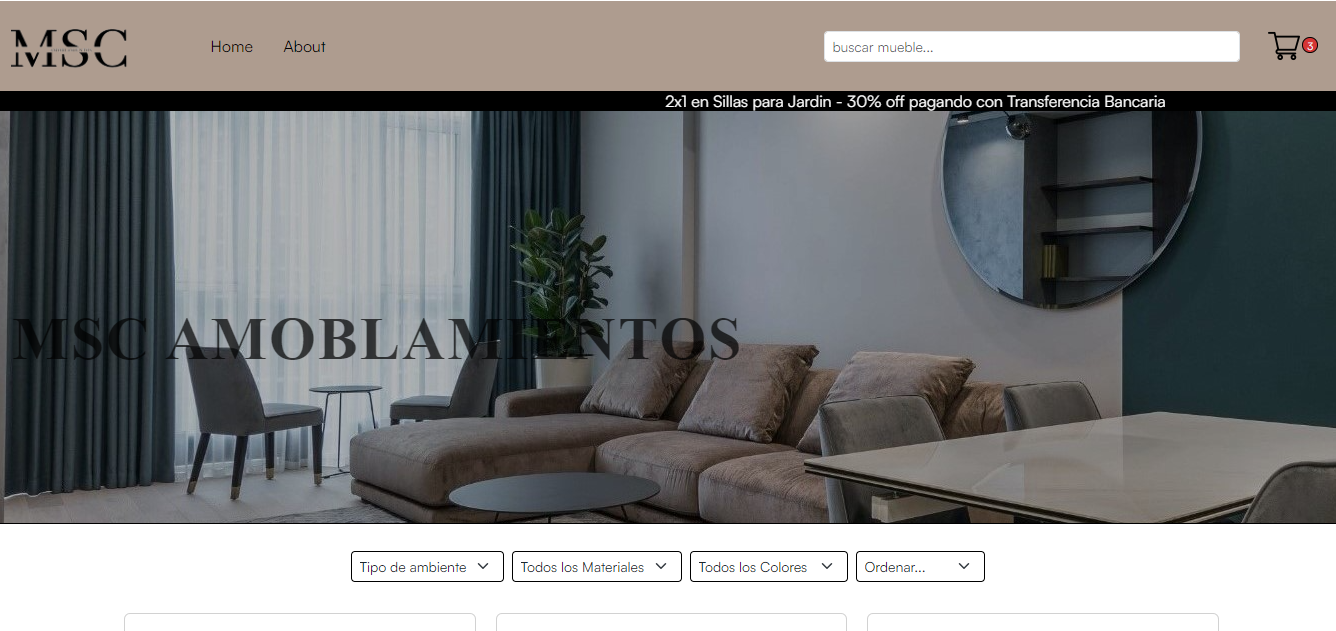 MSC
Home
About
buscar mueble...
3
2x1 en Sillas para Jardin - 30% off pagando con Transferencia Bancaria
MSC AMOBLAMIENTOS
Tipo de ambiente
Todos los Materiales
Todos los Colores
Ordenar...